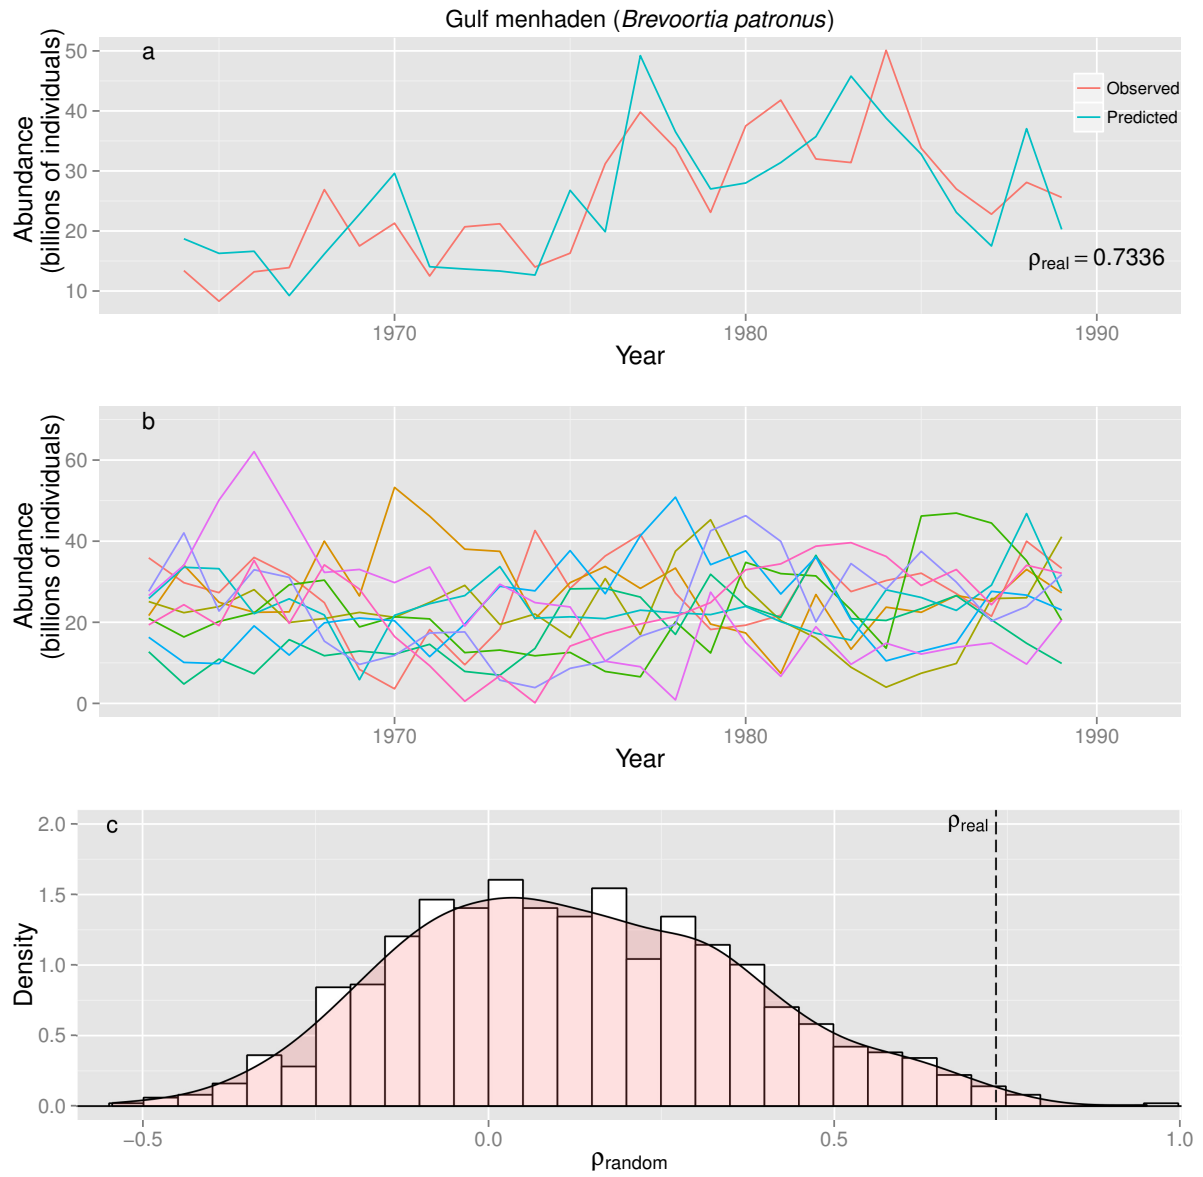 Gulf menhaden (Brevoortia patronus)
a
Abundance
(billions of individuals)
50
40
30
20
10
Observed
Predicted
ρreal = 0.7336
1970
1980
1990
Year
b
Abundance
(billions of individuals)
60
40
20
0
1970
1980
1990
Year
c
ρreal
Density
2.0
1.5
1.0
0.5
0.0
−0.5
0.0
0.5
1.0
ρrandom